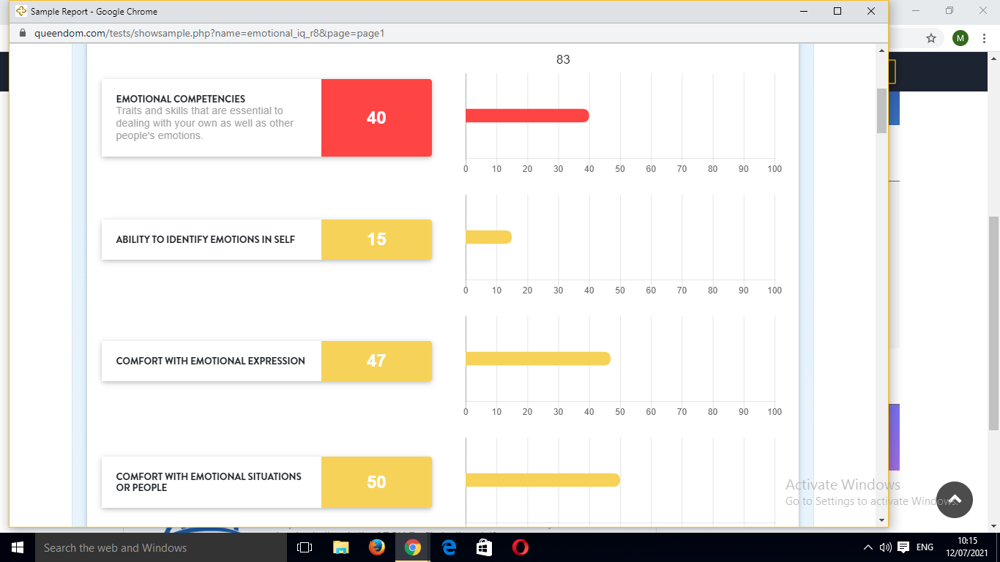 Sample Report - Google Chrome
queendom.com/tests/showsample.php?name=emotional_iq_r8&page=page1
M
83
EMOTIONAL COMPETENCIES
Traits and skills that are essential to
dealing with your own as well as other
people's emotions.
40
0 10 20 30 40 50 60 70 80 90 100
ABILITY TO IDENTIFY EMOTIONS IN SELF
15
0 10 20 30 40 50 60 70 80 90 100
COMFORT WITH EMOTIONAL EXPRESSION
47
0 10 20 30 40 50 60 70 80 90 100
COMFORT WITH EMOTIONAL SITUATIONS
OR PEOPLE
50
Activate Windows
Go to Settings to activate Windows.
Search the web and Windows
ENG
10:15
12/07/2021